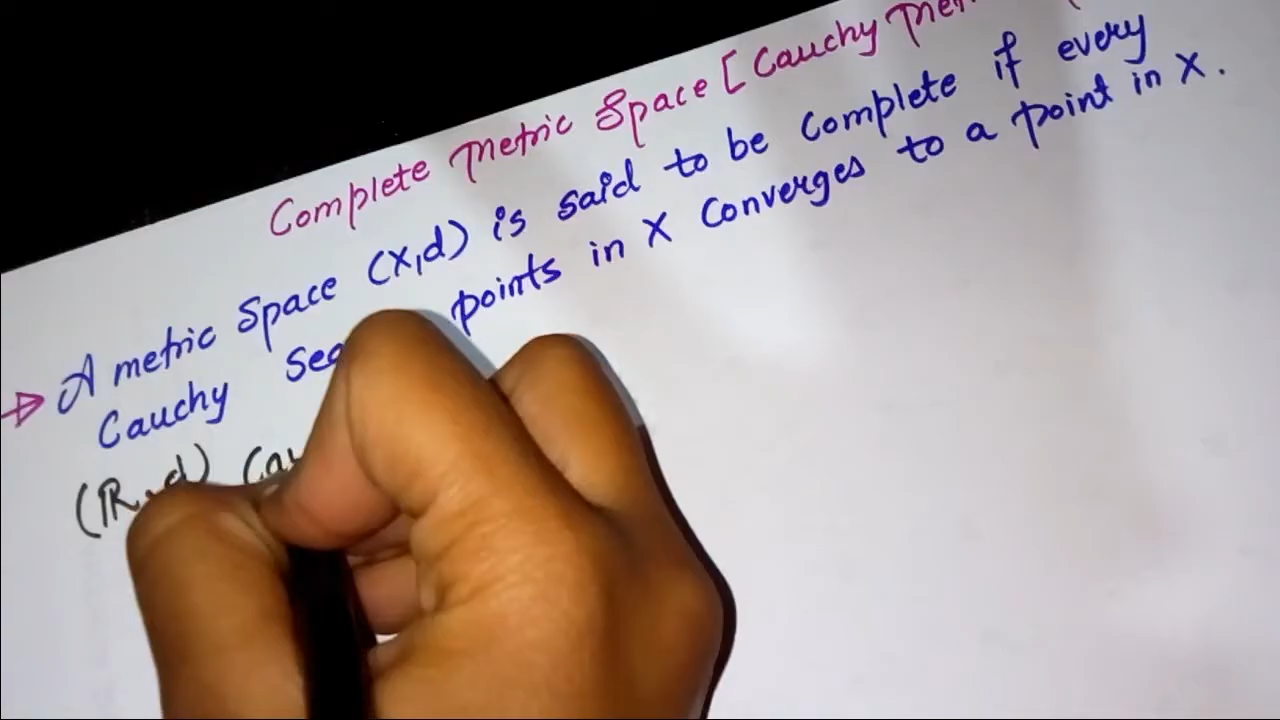 Complete Metric Space [Cauchy
A metric Space (X,d) is said to be complete if every
Cauchy points in X Converges to a point in X.
(R,d)